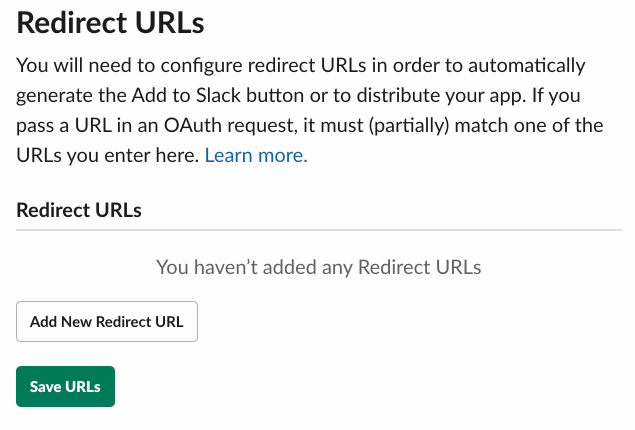 Redirect URLs
You will need to configure redirect URLs in order to automatically
generate the Add to Slack button or to distribute your app. If you
pass a URL in an OAuth request, it must (partially) match one of the
URLs you enter here. Learn more.
Redirect URLs
You haven’t added any Redirect URLs
Add New Redirect URL
Save URLs